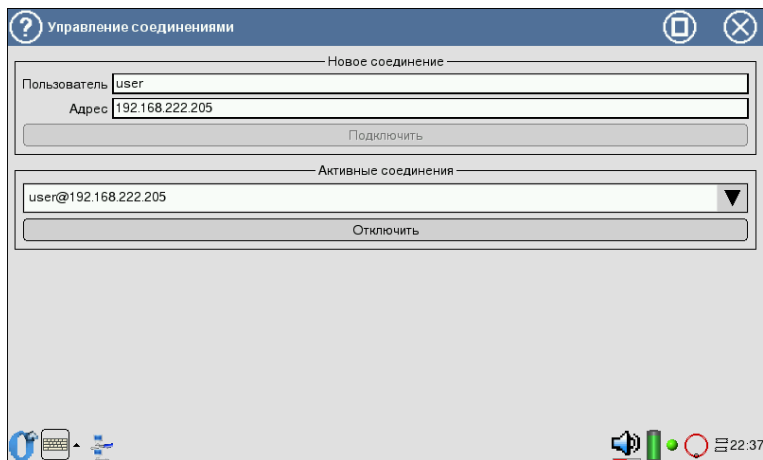 Управление соединениями
Новое соединение
Пользователь user
Адрес 192.168.222.205
Подключить
Активные соединения
user@192.168.222.205
Отключить
22:37